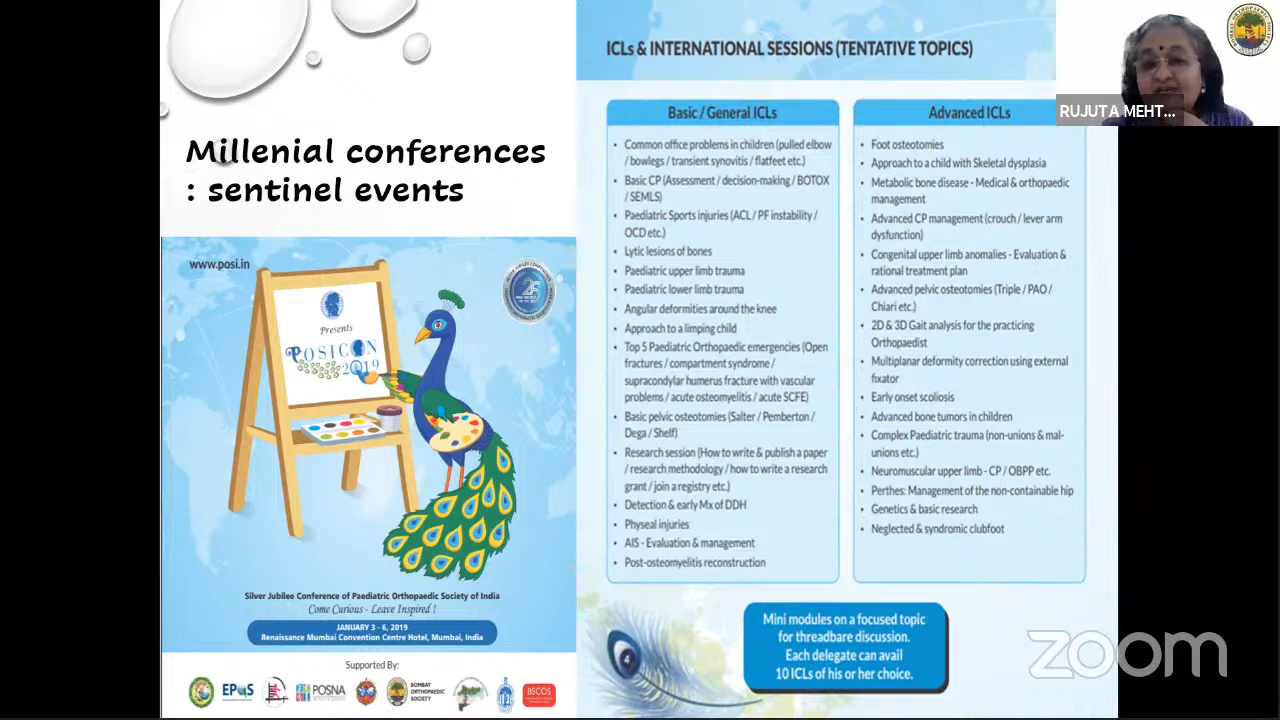 Millenial conferences
: sentinel events
www.posi.in
Presents
POSICON
2019
Silver Jubilee Conference of Paediatric Orthopaedic Society of India
Come Curious - Leave Inspired !
JANUARY 3 - 6, 2019
Renaissance Mumbai Convention Centre Hotel, Mumbai, India
Supported By:
EPOS
POSNA
BOMBAY
ORTHOPAEDIC
SOCIETY
BSCOS
ICLs & INTERNATIONAL SESSIONS (TENTATIVE TOPICS)
Basic / General ICLs
• Common office problems in children (pulled elbow
/ bowlegs / transient synovitis / flatfeet etc.)
• Basic CP (Assessment / decision-making / BOTOX
/ SEMLS)
• Paediatric Sports injuries (ACL / PF instability /
OCD etc.)
• Lytic lesions of bones
• Paediatric upper limb trauma
• Paediatric lower limb trauma
• Angular deformities around the knee
• Approach to a limping child
• Top 5 Paediatric Orthopaedic emergencies (Open
fractures / compartment syndrome /
supracondylar humerus fracture with vascular
problems / acute osteomyelitis / acute SCFE)
• Basic pelvic osteotomies (Salter / Pemberton /
Dega / Shelf)
• Research session (How to write & publish a paper
/ research methodology / how to write a research
grant / join a registry etc.)
• Detection & early Mx of DDH
• Physeal injuries
• AIS - Evaluation & management
• Post-osteomyelitis reconstruction
Advanced ICLs
• Foot osteotomies
• Approach to a child with Skeletal dysplasia
• Metabolic bone disease - Medical & orthopaedic
management
• Advanced CP management (crouch / lever arm
dysfunction)
• Congenital upper limb anomalies - Evaluation &
rational treatment plan
• Advanced pelvic osteotomies (Triple / PAO /
Chiari etc.)
• 2D & 3D Gait analysis for the practicing
Orthopaedist
• Multiplanar deformity correction using external
fixator
• Early onset scoliosis
• Advanced bone tumors in children
• Complex Paediatric trauma (non-unions & mal-
unions etc.)
• Neuromuscular upper limb - CP / OBPP etc.
• Perthes: Management of the non-containable hip
• Genetics & basic research
• Neglected & syndromic clubfoot
Mini modules on a focused topic
for threadbare discussion.
Each delegate can avail
10 ICLs of his or her choice.
4
RUJUTA MEHT...
zoom